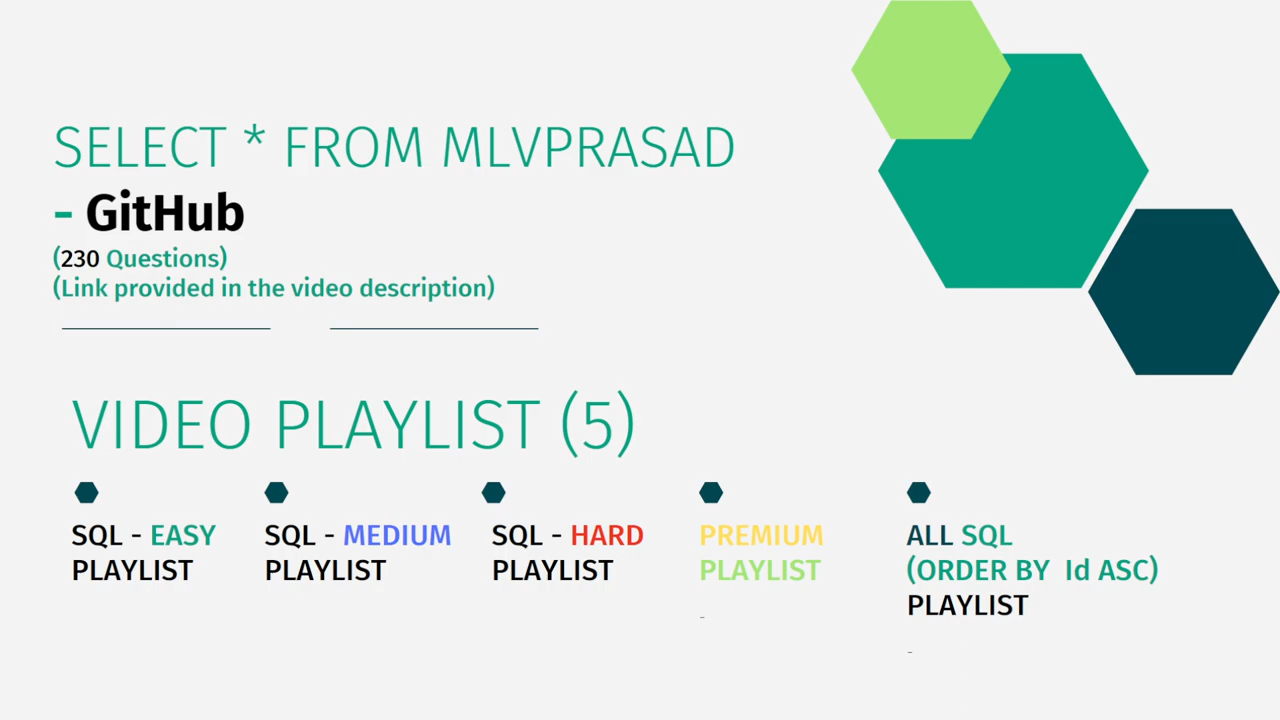 SELECT * FROM MLVPRASAD
- GitHub
(230 Questions)
(Link provided in the video description)
VIDEO PLAYLIST (5)
SQL - EASY
PLAYLIST
SQL - MEDIUM
PLAYLIST
SQL - HARD
PLAYLIST
PREMIUM
PLAYLIST
-
ALL SQL
(ORDER BY Id ASC)
PLAYLIST
-